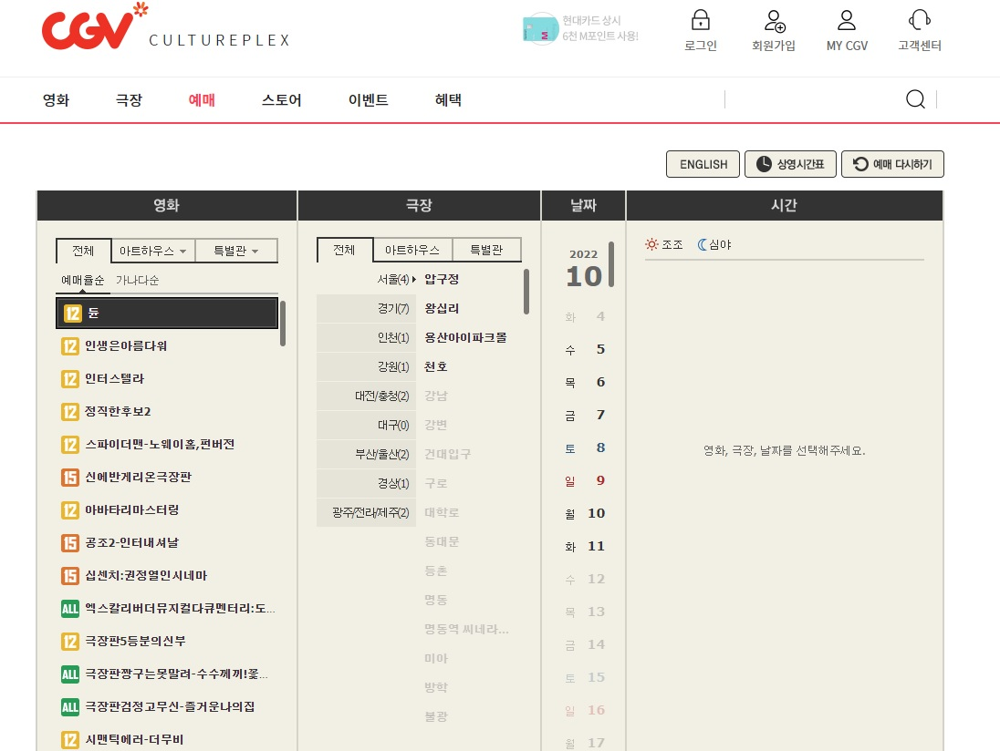 CGV CULTUREPLEX
현대카드 상시
6천 M포인트 사용!
로그인 회원가입 MY CGV 고객센터
영화 극장 예매 스토어 이벤트 혜택
ENGLISH 상영시간표 예매 다시하기
영화 극장 날짜 시간
전체 아트하우스 특별관
예매율순 가나다순
12 듄
12 인생은아름다워
12 인터스텔라
12 정직한후보2
12 스파이더맨-노웨이홈,펀버전
15 신에반게리온극장판
12 아바타리마스터링
15 공조2-인터내셔날
15 십센치:권정열인시네마
ALL 엑스칼리버더뮤지컬다큐멘터리:도...
12 극장판5등분의신부
ALL 극장판짱구는못말려-수수께끼!꽃...
ALL 극장판검정고무신-즐거운나의집
12 시맨틱에러-더무비
전체 아트하우스 특별관
서울(4)
경기(7)
인천(1)
강원(1)
대전/충청(2)
대구(0)
부산/울산(2)
경상(1)
광주/전라/제주(2)
압구정
왕십리
용산아이파크몰
천호
강남
강변
건대입구
구로
대학로
동대문
등촌
명동
명동역 씨네라...
미아
방학
불광
2022
10
화 4
수 5
목 6
금 7
토 8
일 9
월 10
화 11
수 12
목 13
금 14
토 15
일 16
월 17
조조 심야
영화, 극장, 날짜를 선택해주세요.